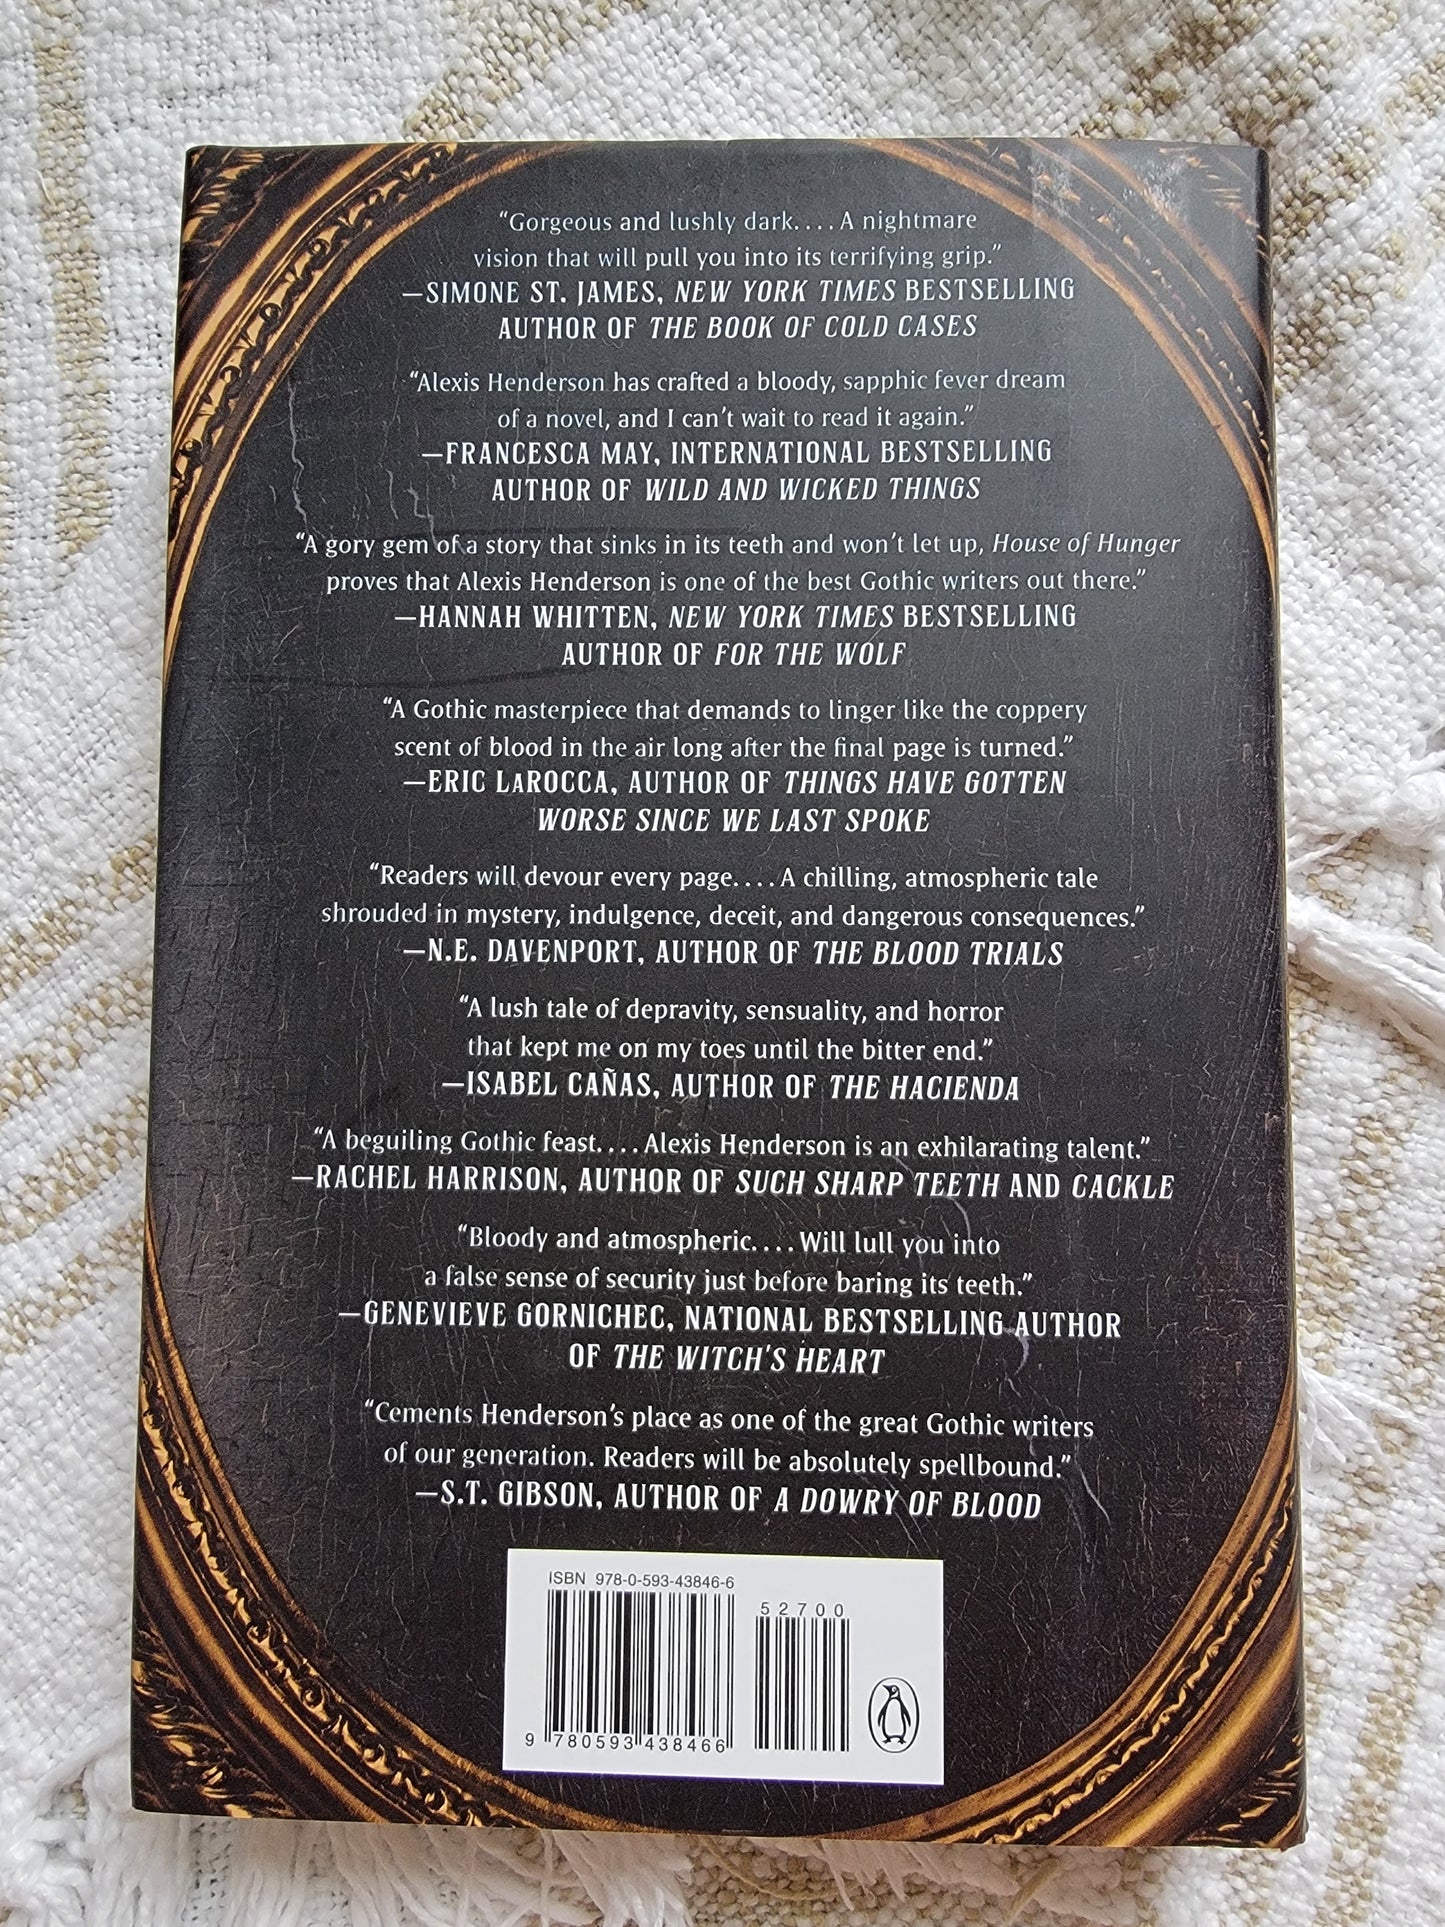 “Gorgeous and lushly dark. . . . A nightmare
vision that will pull you into its terrifying grip.”
—SIMONE ST. JAMES, NEW YORK TIMES BESTSELLING
AUTHOR OF THE BOOK OF COLD CASES
“Alexis Henderson has crafted a bloody, sapphic fever dream
of a novel, and I can’t wait to read it again.”
—FRANCESCA MAY, INTERNATIONAL BESTSELLING
AUTHOR OF WILD AND WICKED THINGS
“A gory gem of a story that sinks in its teeth and won’t let up, House of Hunger
proves that Alexis Henderson is one of the best Gothic writers out there.”
—HANNAH WHITTEN, NEW YORK TIMES BESTSELLING
AUTHOR OF FOR THE WOLF
“A Gothic masterpiece that demands to linger like the coppery
scent of blood in the air long after the final page is turned.”
—ERIC LaROCCA, AUTHOR OF THINGS HAVE GOTTEN
WORSE SINCE WE LAST SPOKE
“Readers will devour every page. . . . A chilling, atmospheric tale
shrouded in mystery, indulgence, deceit, and dangerous consequences.”
—N.E. DAVENPORT, AUTHOR OF THE BLOOD TRIALS
“A lush tale of depravity, sensuality, and horror
that kept me on my toes until the bitter end.”
—ISABEL CAÑAS, AUTHOR OF THE HACIENDA
“A beguiling Gothic feast. . . . Alexis Henderson is an exhilarating talent.”
—RACHEL HARRISON, AUTHOR OF SUCH SHARP TEETH AND CACKLE
“Bloody and atmospheric. . . . Will lull you into
a false sense of security just before baring its teeth.”
—GENEVIEVE GORNICHEC, NATIONAL BESTSELLING AUTHOR
OF THE WITCH'S HEART
“Cements Henderson’s place as one of the great Gothic writers
of our generation. Readers will be absolutely spellbound.”
—S.T. GIBSON, AUTHOR OF A DOWRY OF BLOOD
ISBN 978-0-593-43846-6
52700
9 780593 438466